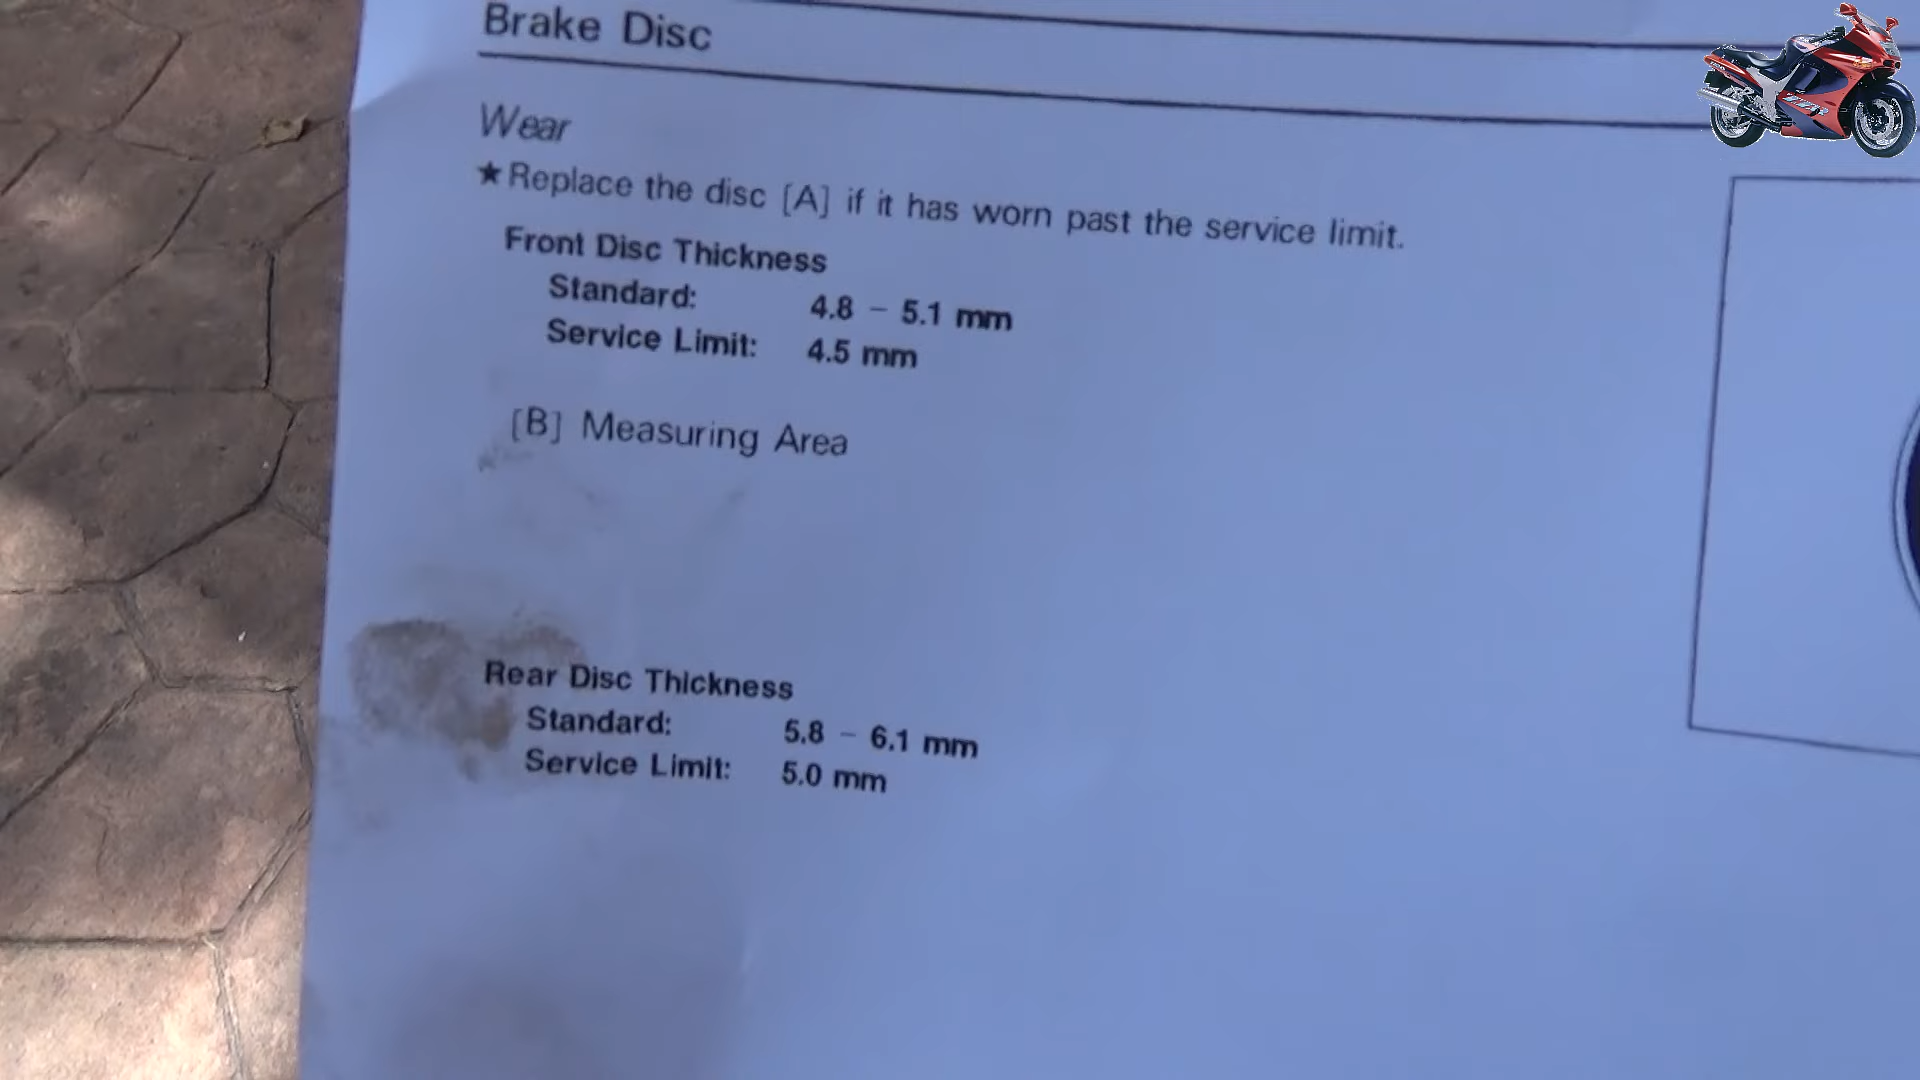 Brake Disc
Wear
★Replace the disc [A] if it has worn past the service limit.
Front Disc Thickness
Standard: 4.8 – 5.1 mm
Service Limit: 4.5 mm
[B] Measuring Area
Rear Disc Thickness
Standard: 5.8 – 6.1 mm
Service Limit: 5.0 mm